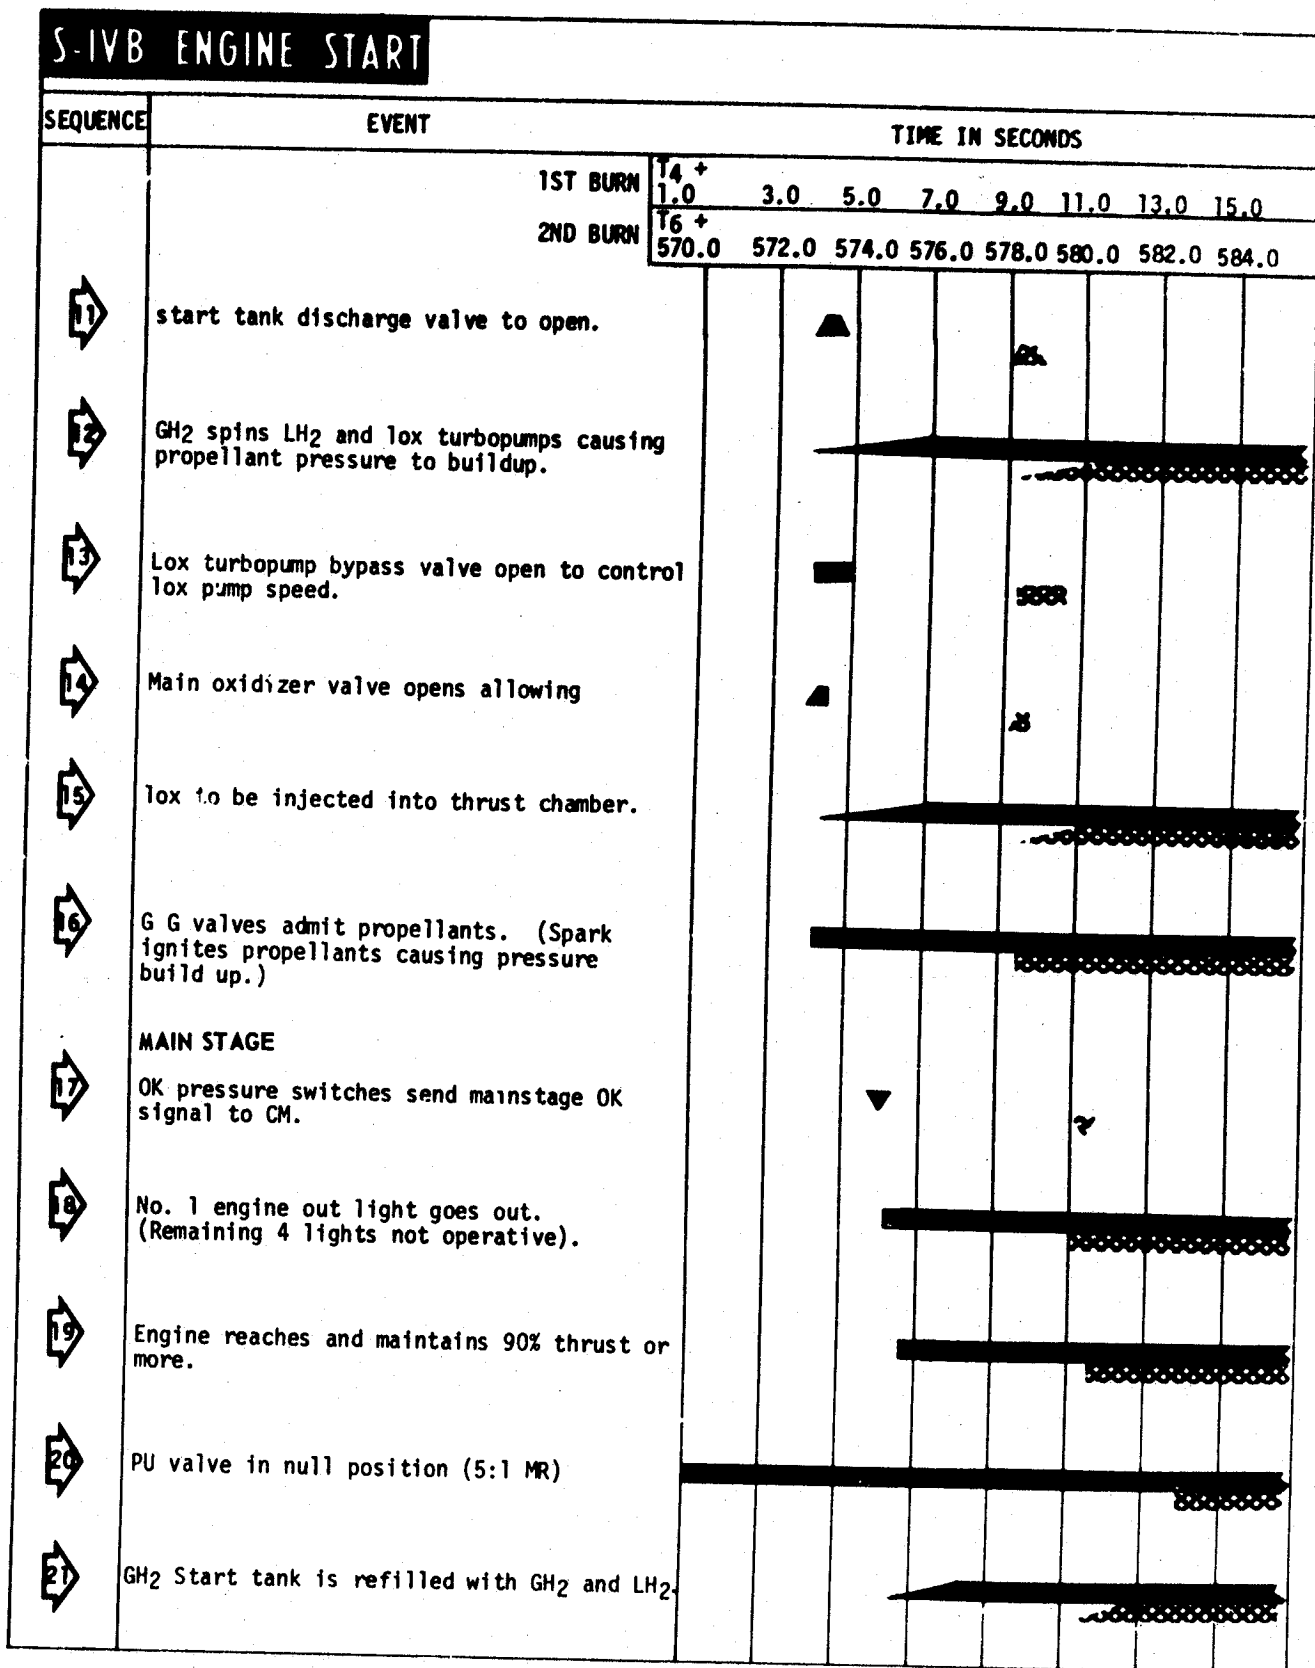 S-IVB ENGINE START
SEQUENCE EVENT TIME IN SECONDS
1ST BURN T4 +
1.0 3.0 5.0 7.0 9.0 11.0 13.0 15.0
2ND BURN T6 +
570.0 572.0 574.0 576.0 578.0 580.0 582.0 584.0
11 start tank discharge valve to open.
12 GH2 spins LH2 and lox turbopumps causing
propellant pressure to buildup.
13 Lox turbopump bypass valve open to control
lox pump speed.
14 Main oxidizer valve opens allowing
15 lox to be injected into thrust chamber.
16 G G valves admit propellants. (Spark
ignites propellants causing pressure
build up.)
MAIN STAGE
17 OK pressure switches send mainstage OK
signal to CM.
18 No. 1 engine out light goes out.
(Remaining 4 lights not operative).
19 Engine reaches and maintains 90% thrust or
more.
20 PU valve in null position (5:1 MR)
21 GH2 Start tank is refilled with GH2 and LH2.